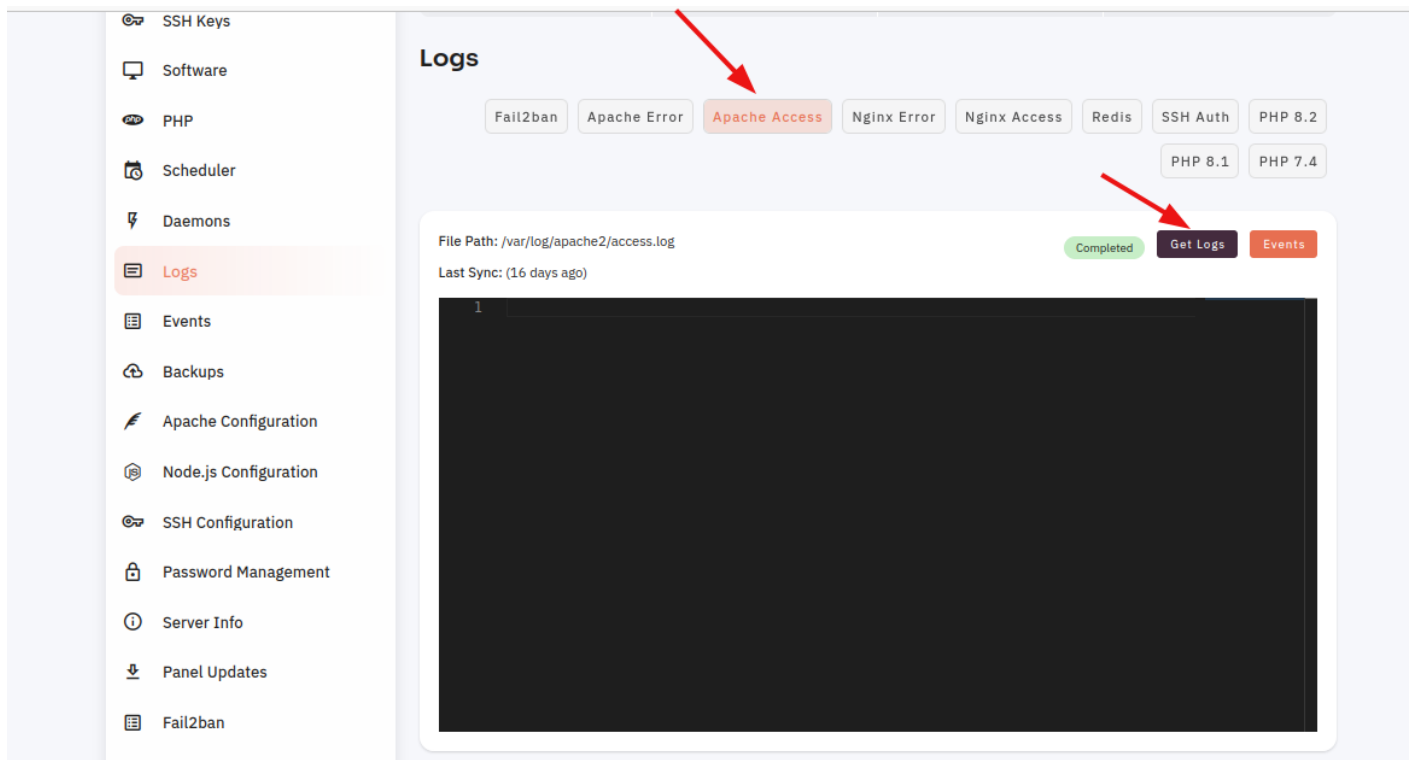 SSH Keys
Software
PHP
Scheduler
Daemons
Logs
Events
Backups
Apache Configuration
Node.js Configuration
SSH Configuration
Password Management
Server Info
Panel Updates
Fail2ban
Logs
Fail2ban Apache Error Apache Access Nginx Error Nginx Access Redis SSH Auth PHP 8.2
PHP 8.1 PHP 7.4
File Path: /var/log/apache2/access.log
Completed Get Logs Events
Last Sync: (16 days ago)
1